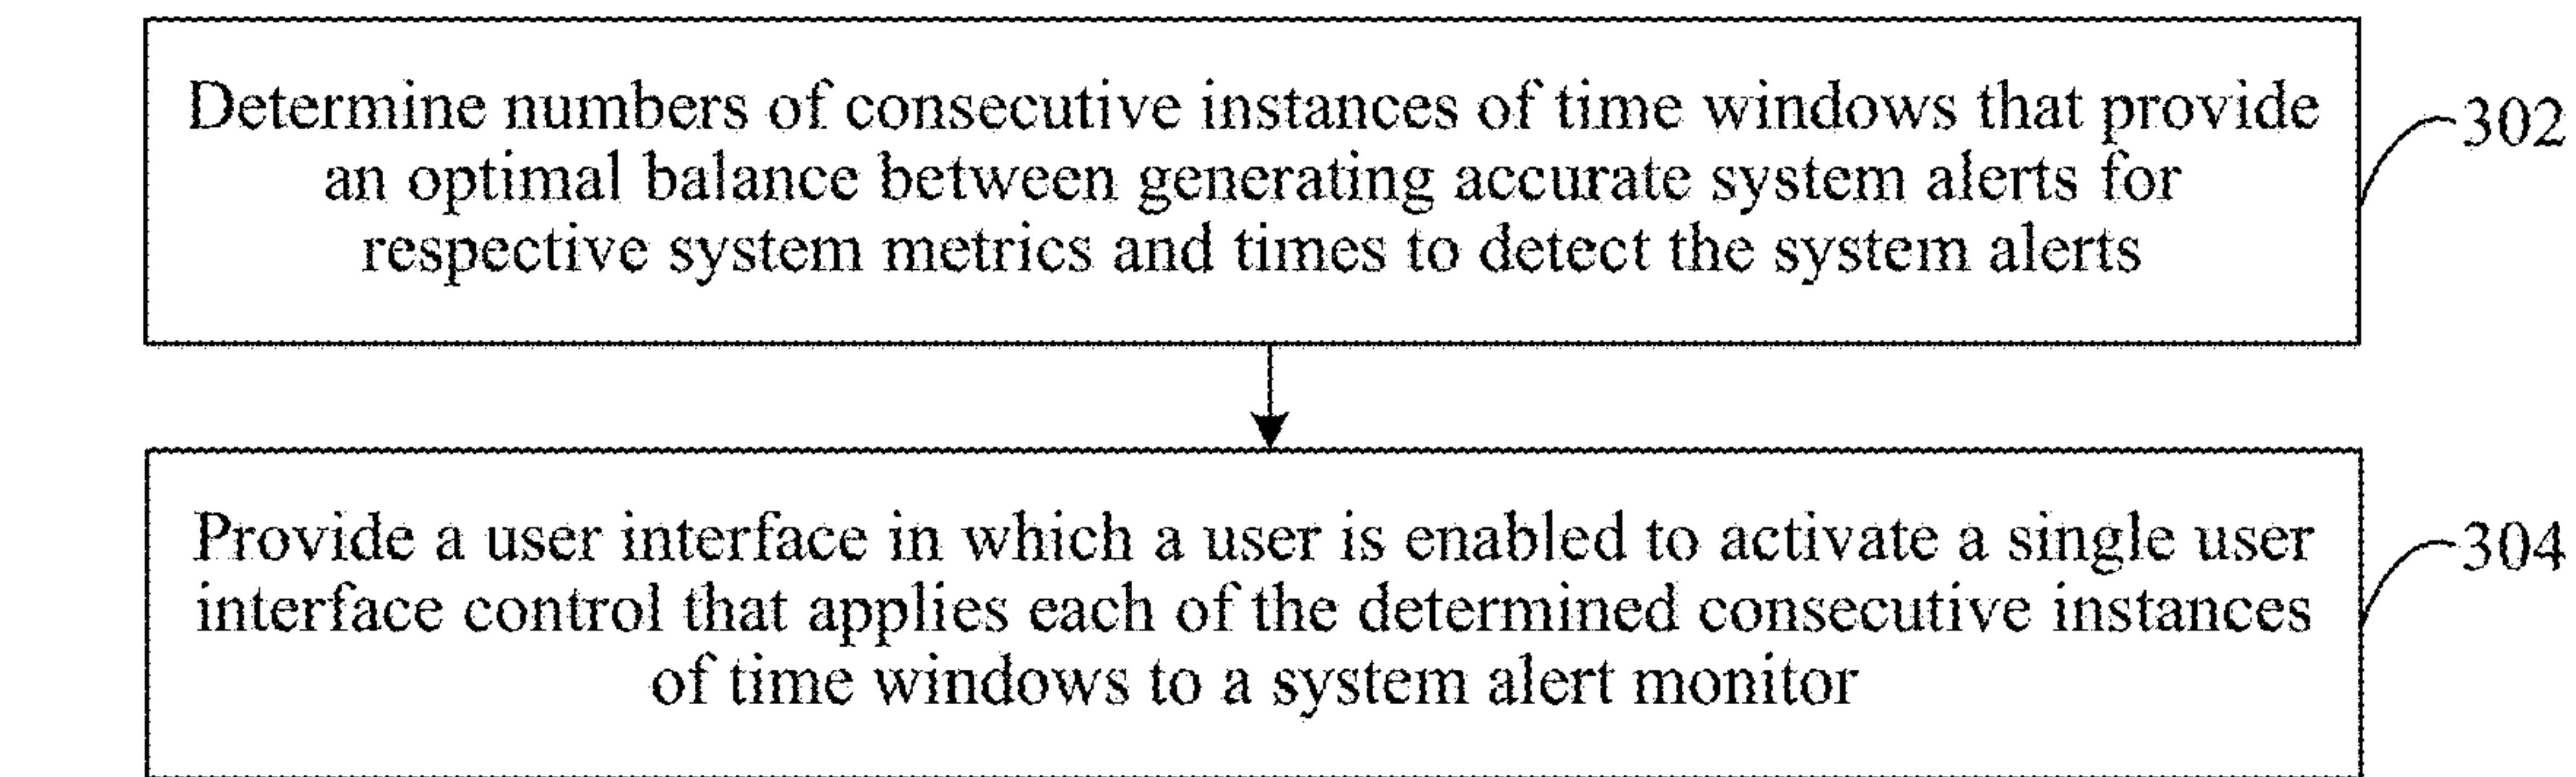 Determine numbers of consecutive instances of time windows that provide
an optimal balance between generating accurate system alerts for
respective system metrics and times to detect the system alerts
302
Provide a user interface in which a user is enabled to activate a single user
interface control that applies each of the determined consecutive instances
of time windows to a system alert monitor
304